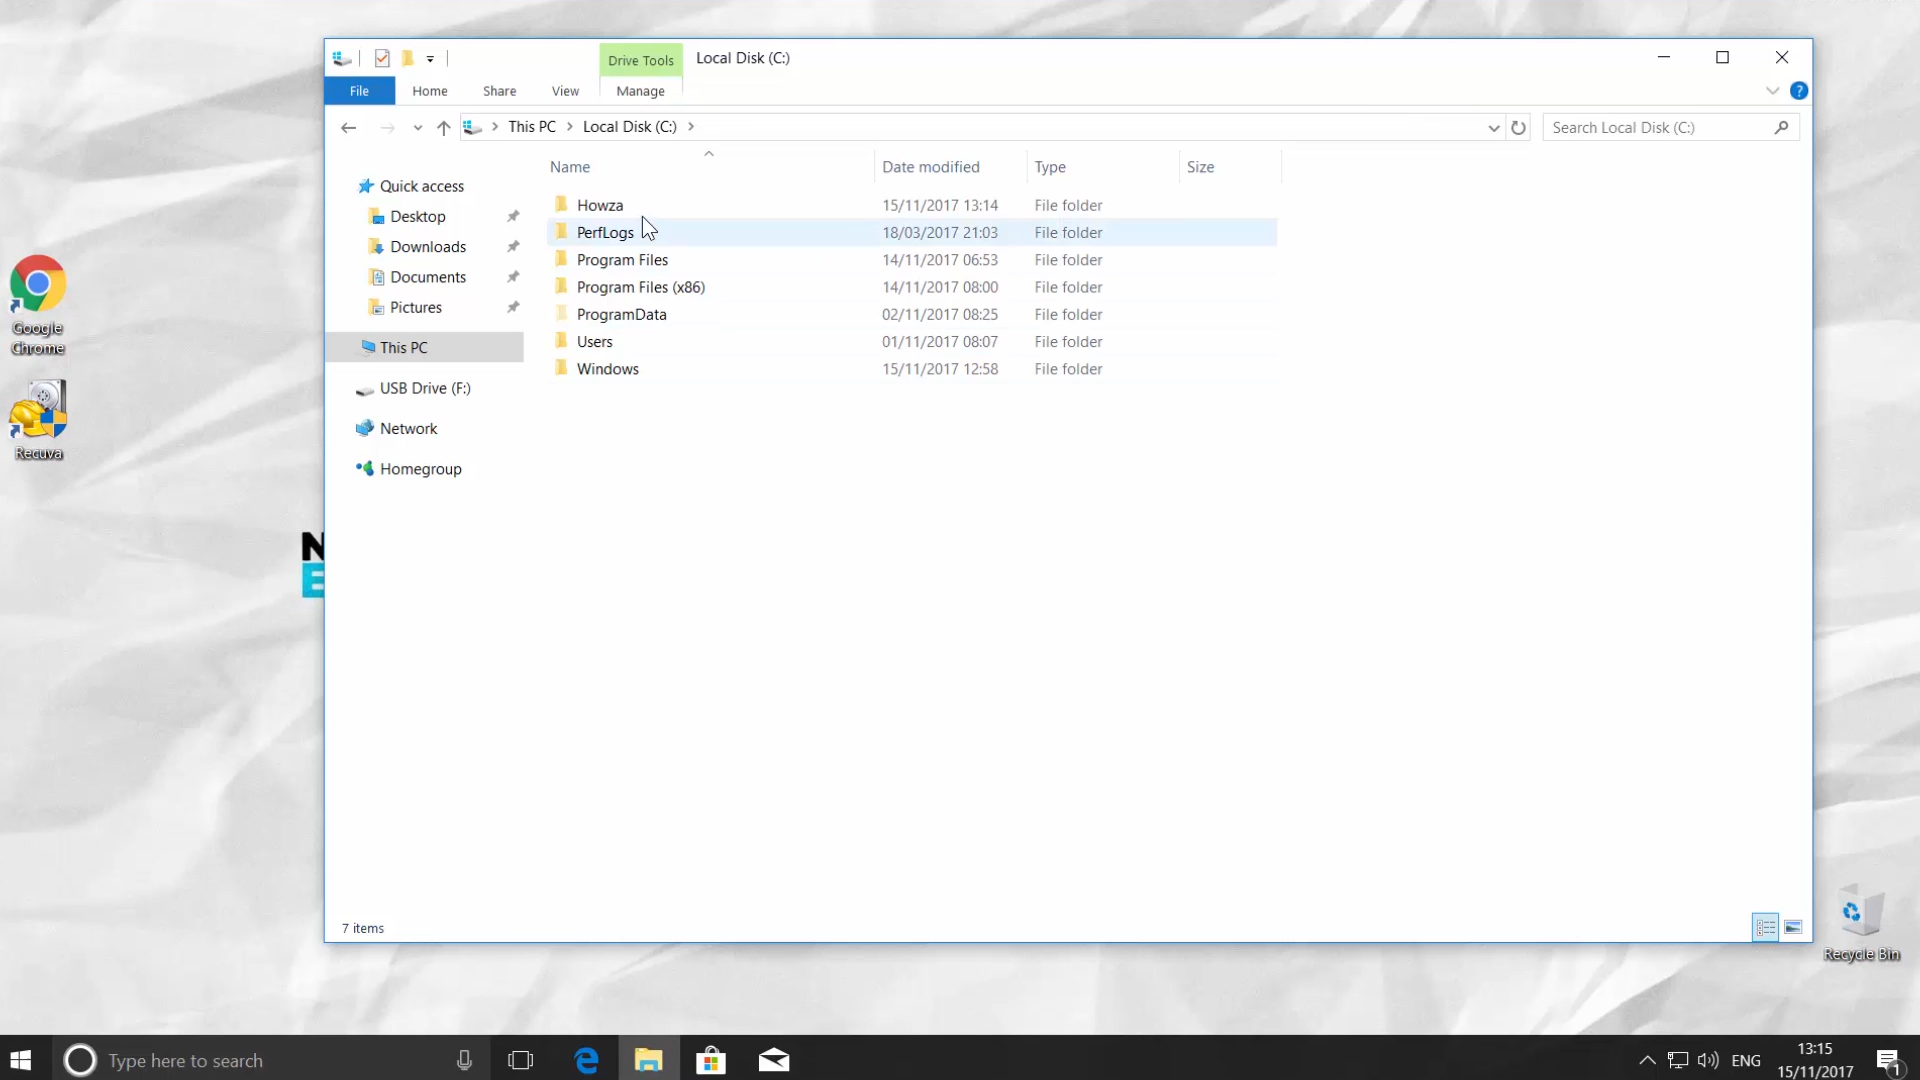 Drive Tools
Local Disk (C:)
File
Home
Share
View
Manage
?
This PC
Local Disk (C:)
Search Local Disk (C:)
Name
Date modified
Type
Size
Quick access
Desktop
Downloads
Documents
Pictures
This PC
USB Drive (F:)
Network
Homegroup
Howza 15/11/2017 13:14 File folder
PerfLogs 18/03/2017 21:03 File folder
Program Files 14/11/2017 06:53 File folder
Program Files (x86) 14/11/2017 08:00 File folder
ProgramData 02/11/2017 08:25 File folder
Users 01/11/2017 08:07 File folder
Windows 15/11/2017 12:58 File folder
Google
Chrome
Recuva
N
E
7 items
Recycle Bin
Type here to search
ENG
13:15
15/11/2017
1